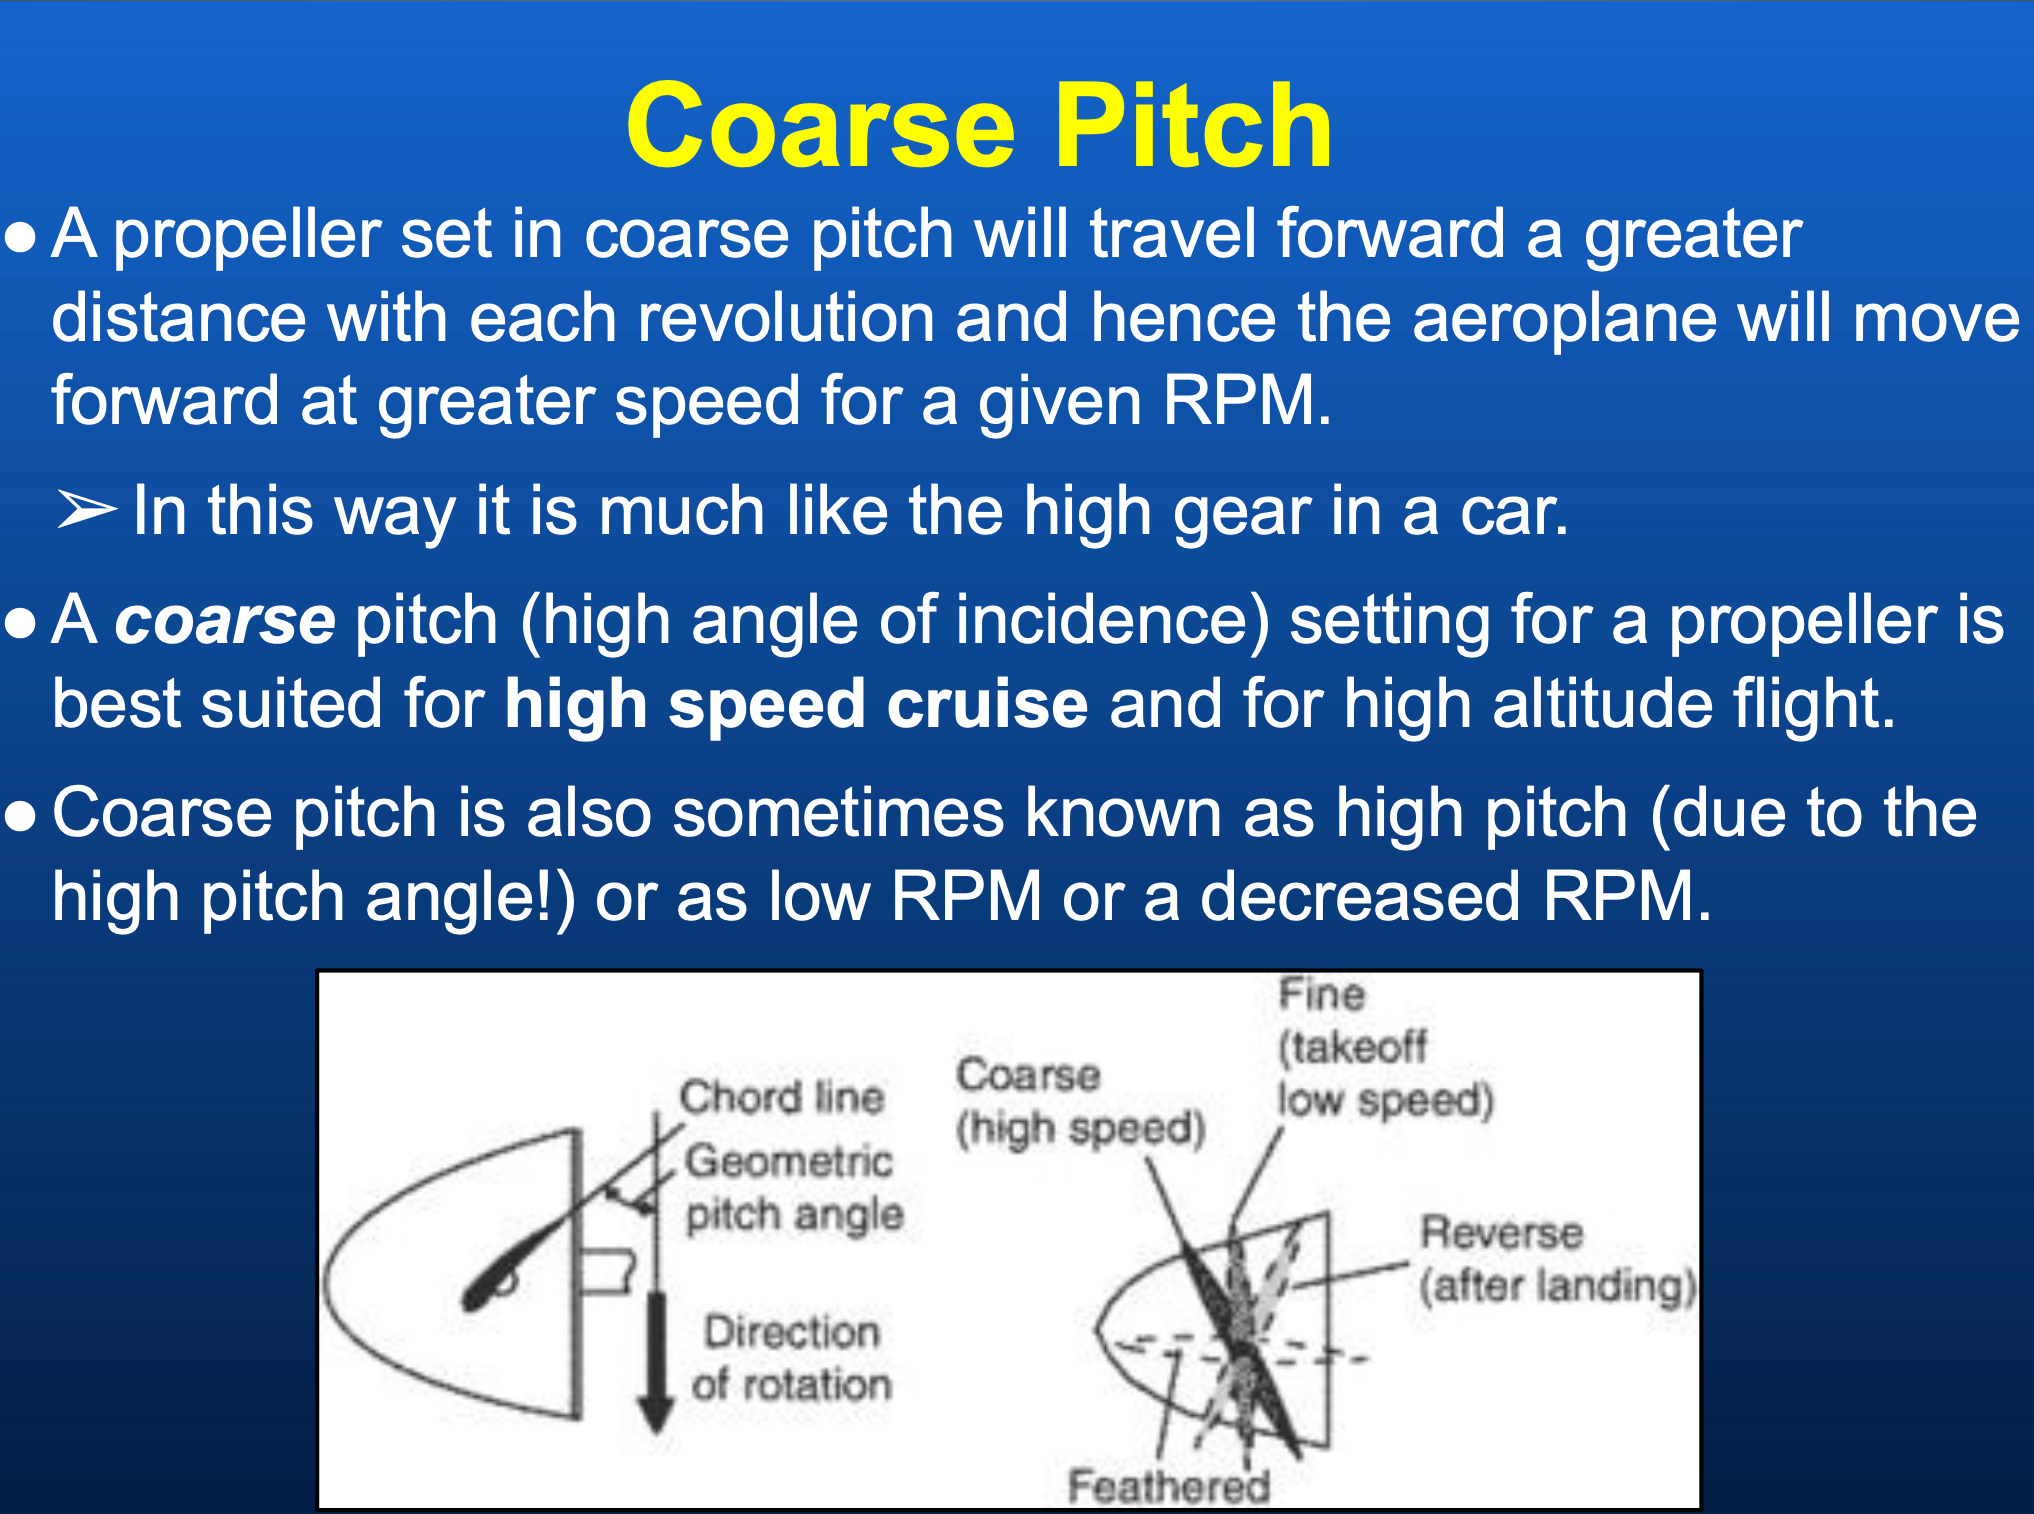 Coarse Pitch
● A propeller set in coarse pitch will travel forward a greater
distance with each revolution and hence the aeroplane will move
forward at greater speed for a given RPM.
➢ In this way it is much like the high gear in a car.
● A coarse pitch (high angle of incidence) setting for a propeller is
best suited for high speed cruise and for high altitude flight.
● Coarse pitch is also sometimes known as high pitch (due to the
high pitch angle!) or as low RPM or a decreased RPM.
Chord line
Geometric
pitch angle
Direction
of rotation
Coarse
(high speed)
Fine
(takeoff
low speed)
Reverse
(after landing)
Feathered